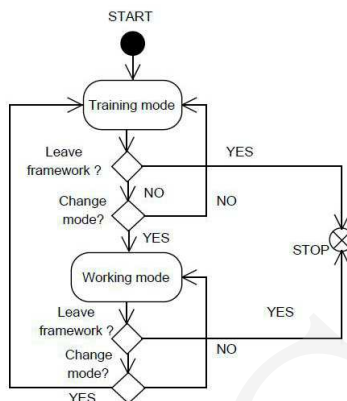 START
Training mode
Leave
framework ?
YES
NO
NO
Change
mode?
YES
STOP
Working mode
Leave
framework ?
YES
NO
Change
mode?
YES